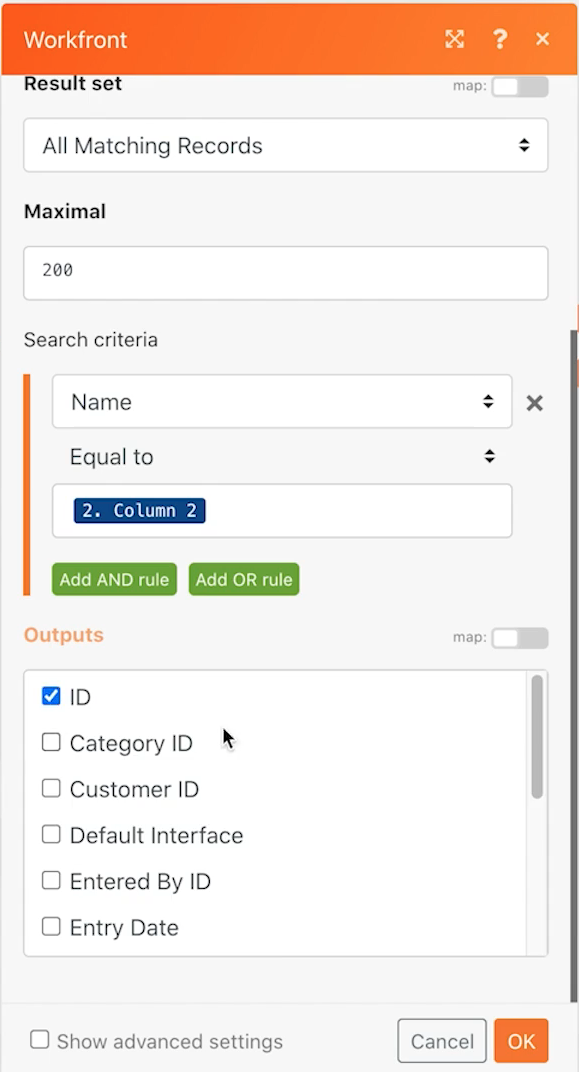 Workfront
Result set
map:
All Matching Records
Maximal
200
Search criteria
Name
Equal to
2. Column 2
Add AND rule Add OR rule
Outputs
map:
ID
Category ID
Customer ID
Default Interface
Entered By ID
Entry Date
Show advanced settings
Cancel
OK